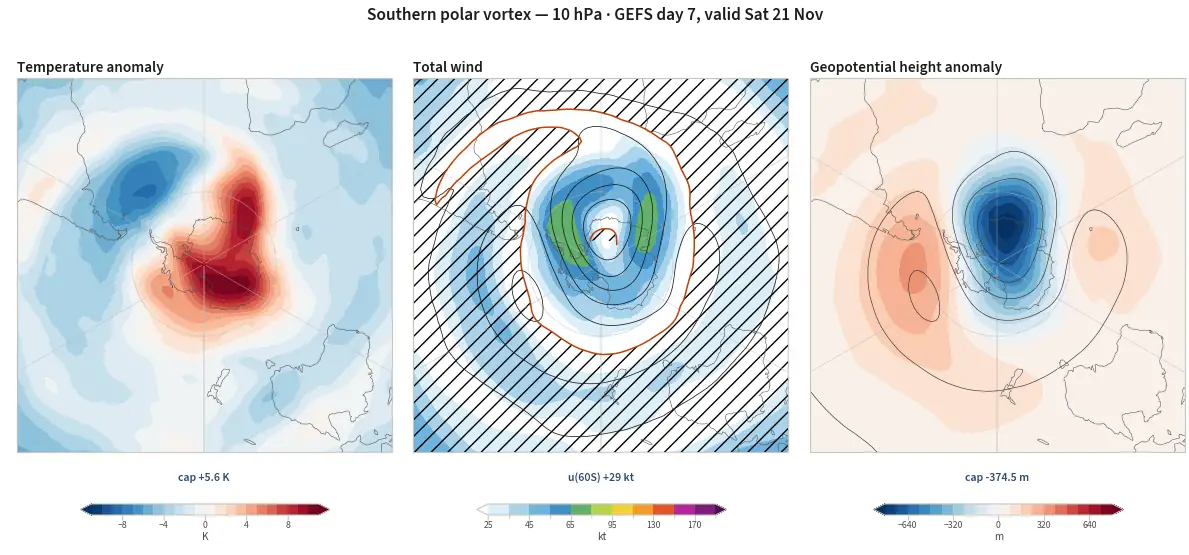 Southern polar vortex — 10 hPa · GEFS day 7, valid Sat 21 Nov
Temperature anomaly
Total wind
Geopotential height anomaly
cap +5.6 K
u(60S) +29 kt
cap -374.5 m
−8 −4 0 4 8
K
25 45 65 95 130 170
kt
−640 −320 0 320 640
m